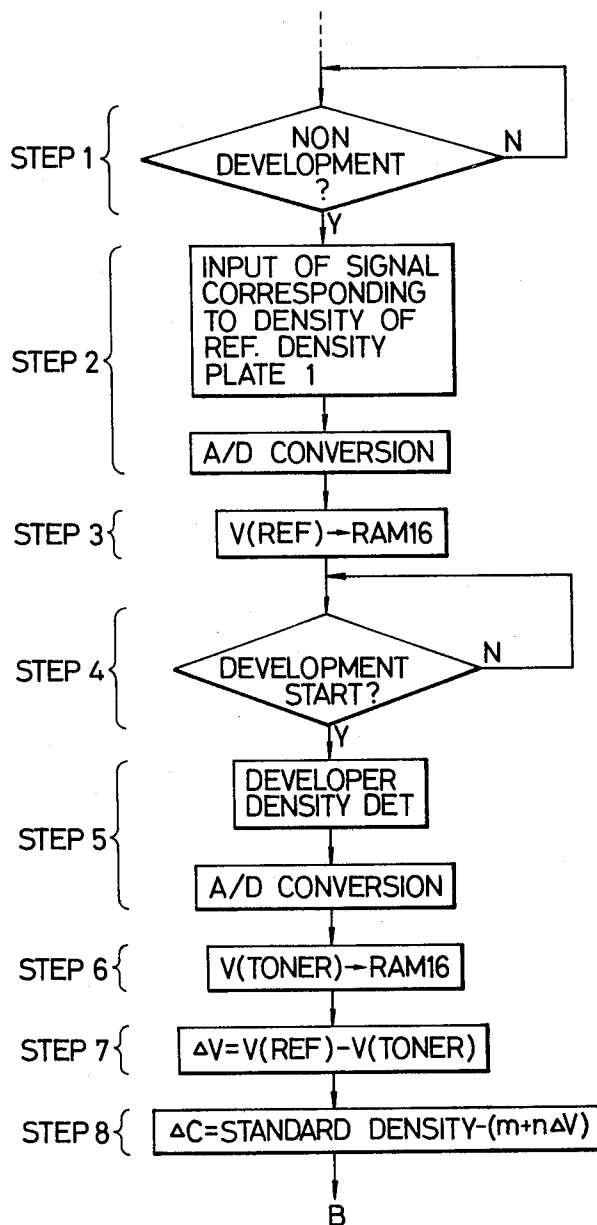 STEP 1
NON
DEVELOPMENT
?
N
Y
STEP 2
INPUT OF SIGNAL
CORRESPONDING
TO DENSITY OF
REF. DENSITY
PLATE 1
A/D CONVERSION
STEP 3
V(REF)→RAM16
STEP 4
DEVELOPMENT
START?
N
Y
STEP 5
DEVELOPER
DENSITY DET
A/D CONVERSION
STEP 6
V(TONER)→RAM16
STEP 7
ΔV=V(REF)-V(TONER)
STEP 8
ΔC=STANDARD DENSITY-(m+nΔV)
B